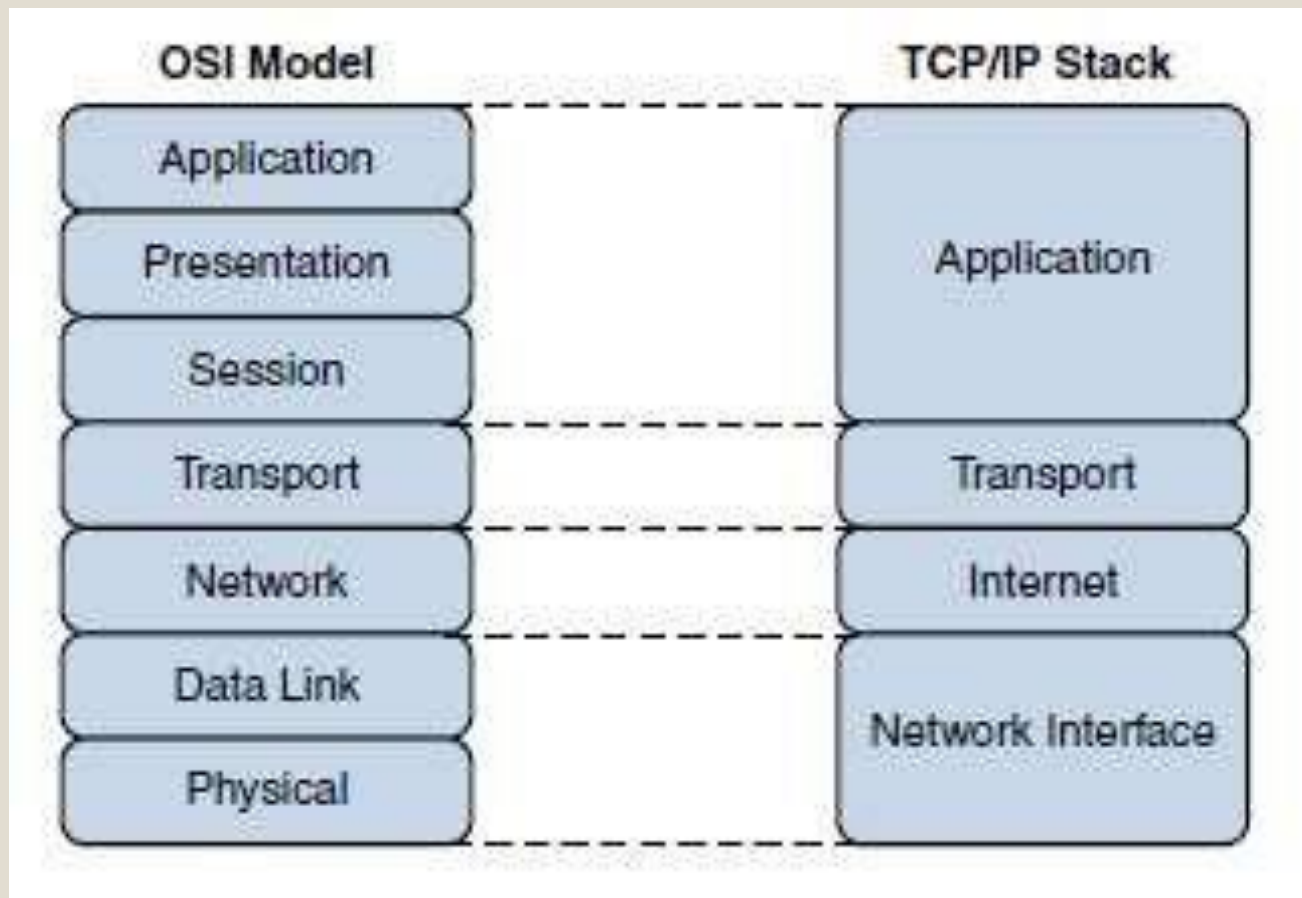 OSI Model
TCP/IP Stack
Application
Presentation
Session
Transport
Network
Data Link
Physical
Application
Transport
Internet
Network Interface